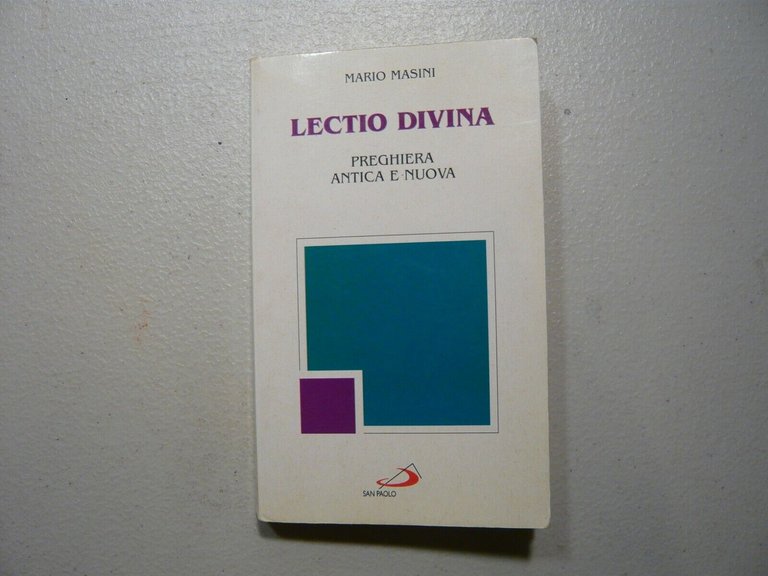 MARIO MASINI
LECTIO DIVINA
PREGHIERA
ANTICA E NUOVA
SAN PAOLO